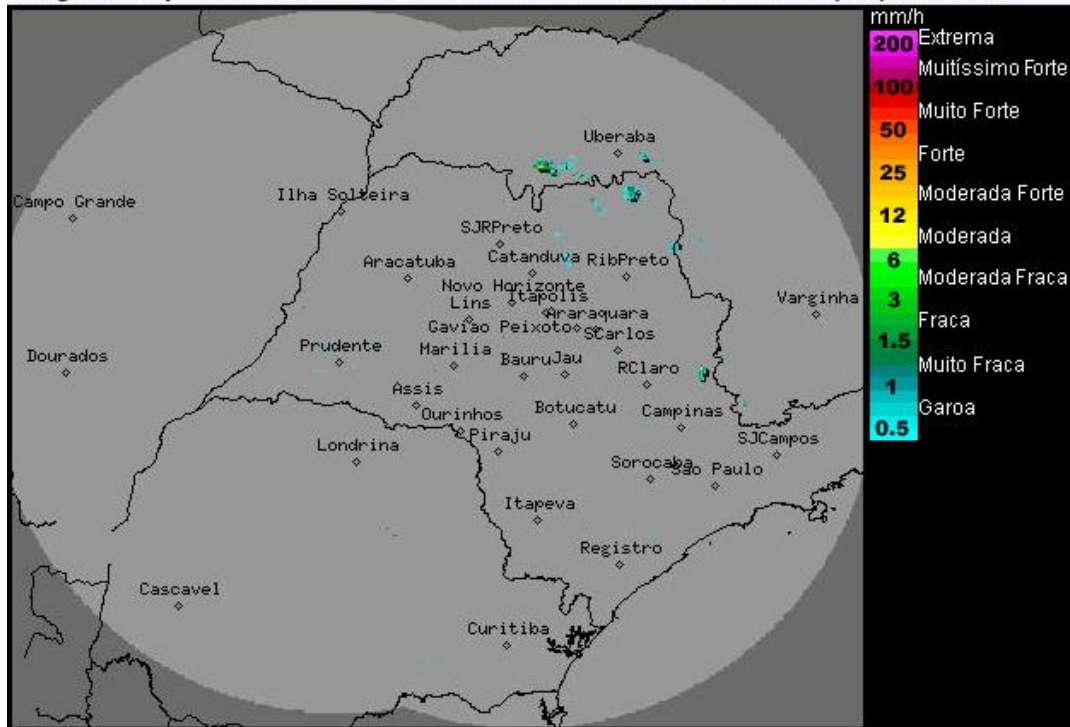 mm/h
200 Extrema
Muitíssimo Forte
100
Muito Forte
50
Forte
25
Moderada Forte
12
Moderada
6
Moderada Fraca
3
Fraca
1.5
Muito Fraca
1
Garoa
0.5
Uberaba
Campo Grande
Ilha Solteira
SJRPreto
Aracatuba
Catanduva
RibPreto
Novo Horizonte
Itapolis
Lins
Araraquara
Varginha
Gaviao Peixoto
SCarlos
Dourados
Prudente
Marilia
Bauru
Jau
RClaro
Assis
Ourinhos
Botucatu
Campinas
Piraju
Londrina
SJCampos
Sorocaba
Sao Paulo
Itapeva
Registro
Cascavel
Curitiba